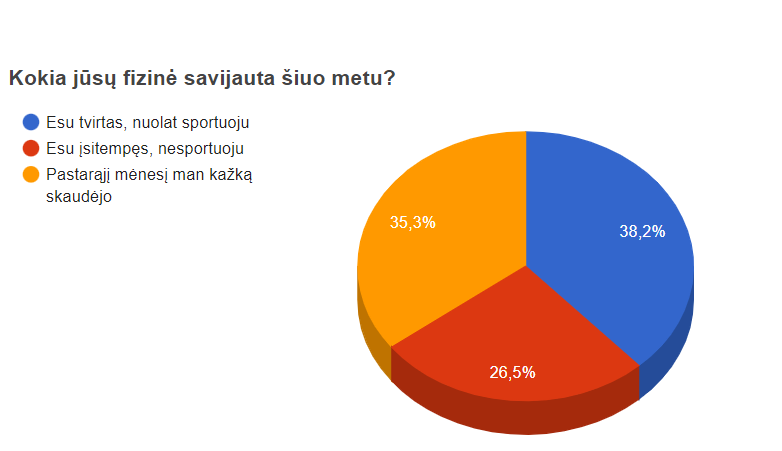 Kokia jūsų fizinė savijauta šiuo metu?
Esu tvirtas, nuolat sportuoju
Esu įsitempęs, nesportuoju
Pastarąjį mėnesį man kažką
skaudėjo
35,3%
38,2%
26,5%